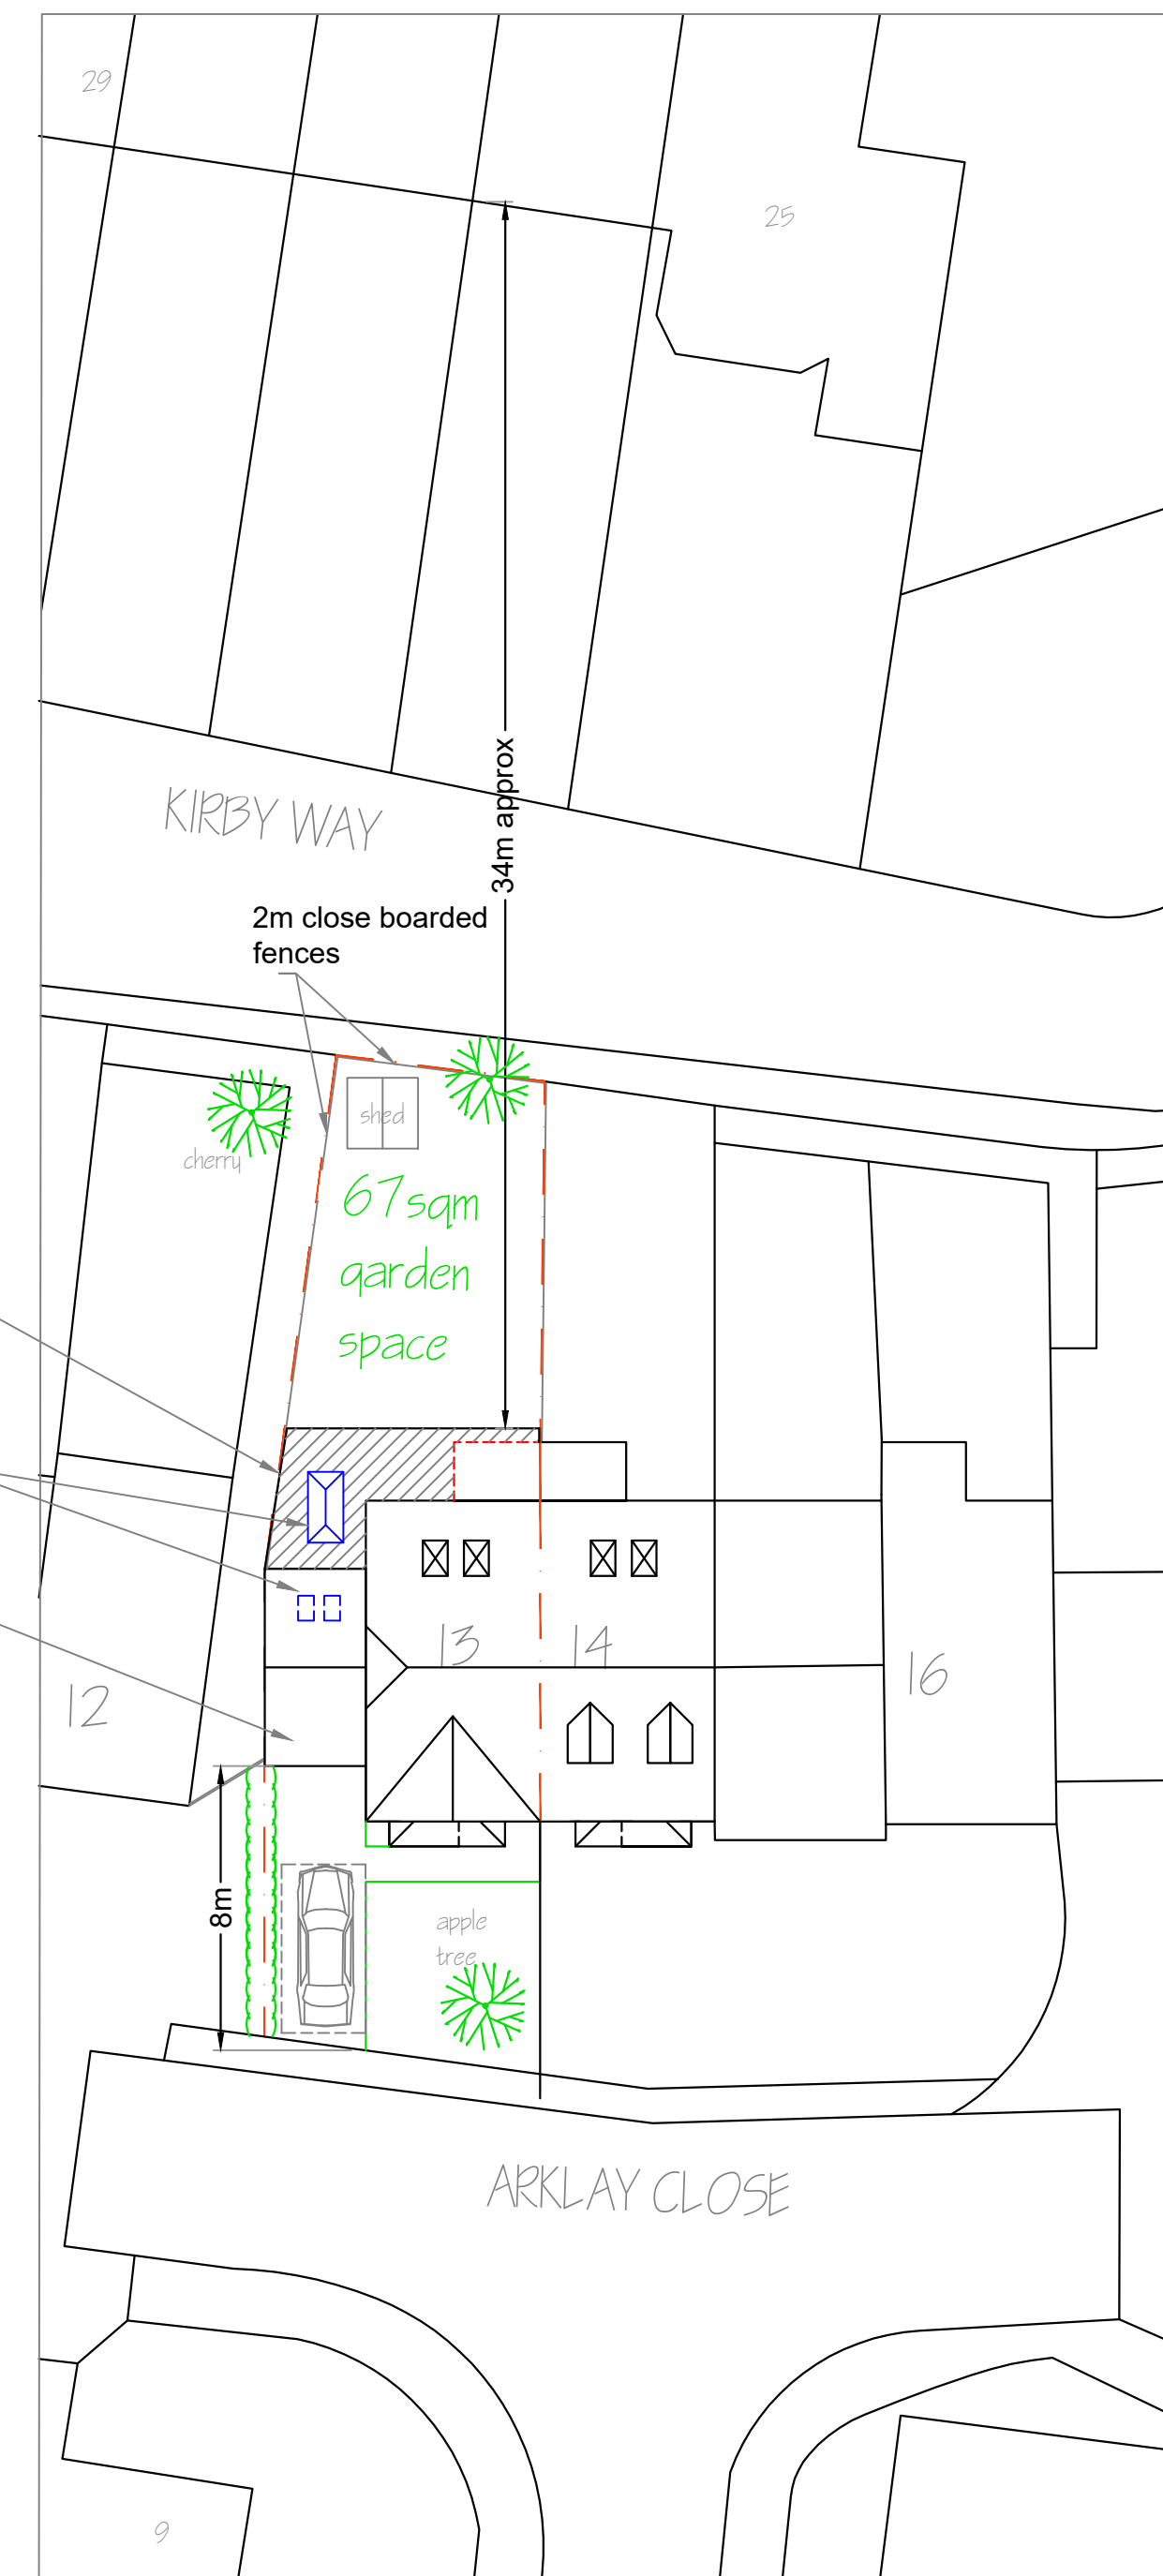 29
25
KIRBY WAY
34m approx
2m close boarded
fences
shed
cherry
67sqm
garden
space
13
14
16
12
8m
apple
tree
ARKLAY CLOSE
9